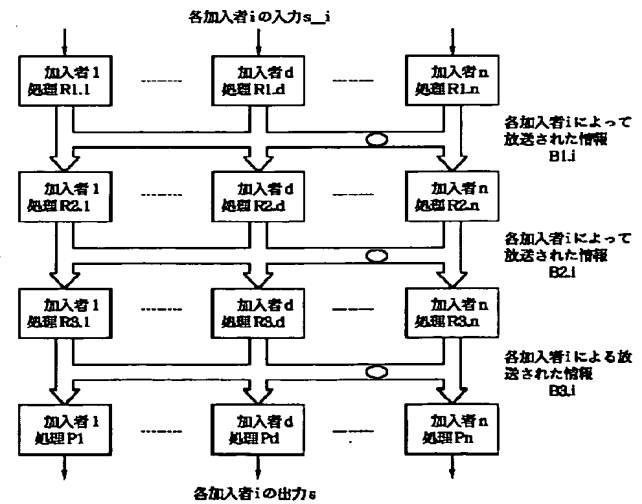 各加入者iの入力s_i
加入者1
処理R1.1
加入者d
処理R1.d
加入者n
処理R1.n
各加入者iによって
放送された情報
B1.i
加入者1
処理R2.1
加入者d
処理R2.d
加入者n
処理R2.n
各加入者iによって
放送された情報
B2.i
加入者1
処理R3.1
加入者d
処理R3.d
加入者n
処理R3.n
各加入者iによる放
送された情報
B3.i
加入者1
処理P1
加入者d
処理Pd
加入者n
処理Pn
各加入者iの出力s